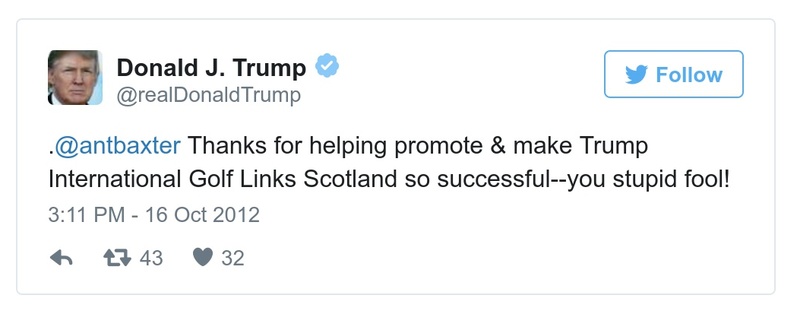 Donald J. Trump
@realDonaldTrump
Follow
.@antbaxter Thanks for helping promote & make Trump
International Golf Links Scotland so successful--you stupid fool!
3:11 PM - 16 Oct 2012
43 32